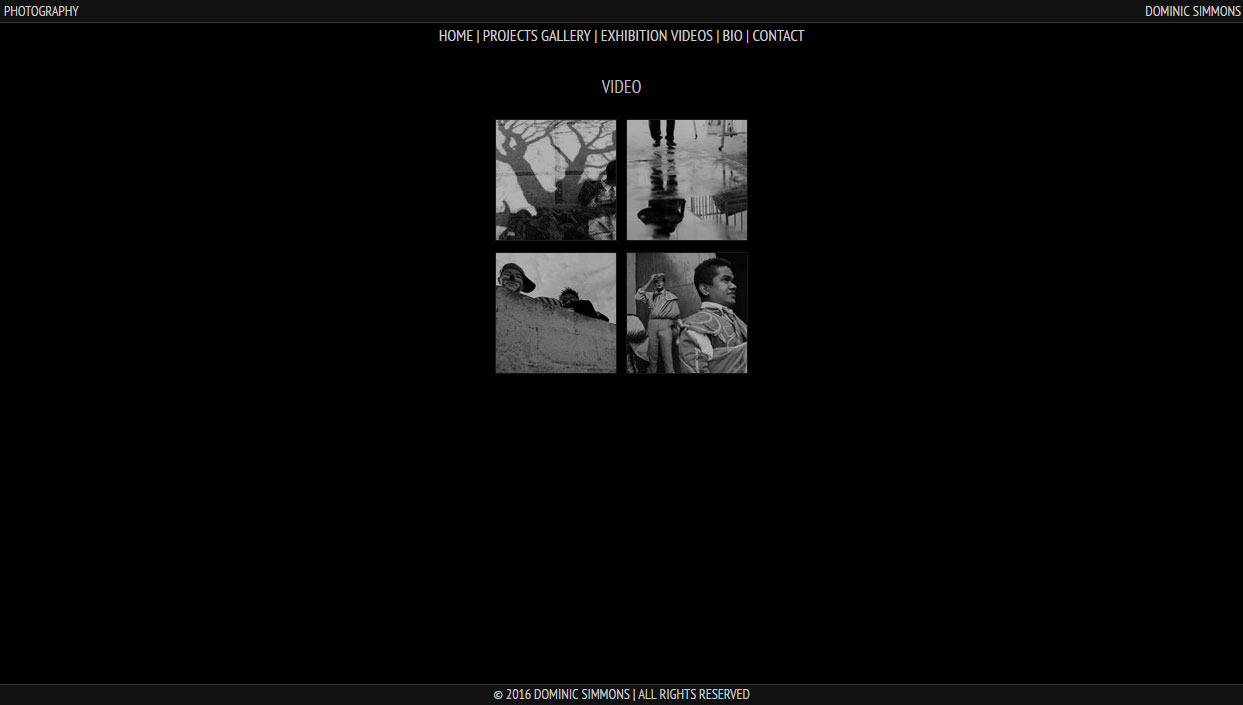 PHOTOGRAPHY
DOMINIC SIMMONS
HOME | PROJECTS GALLERY | EXHIBITION VIDEOS | BIO | CONTACT
VIDEO
© 2016 DOMINIC SIMMONS | ALL RIGHTS RESERVED